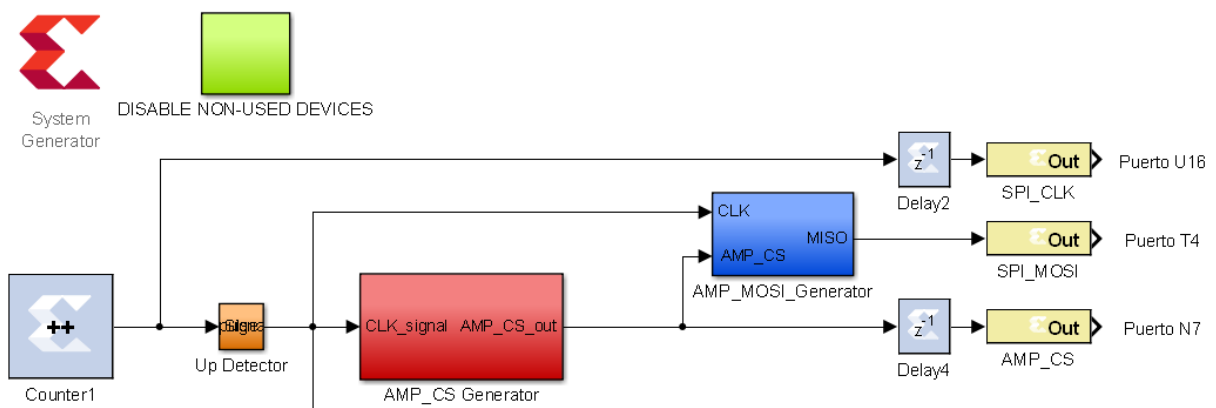 System
Generator
DISABLE NON-USED DEVICES
z-1
Delay2
Out
SPI_CLK
Puerto U16
CLK
MISO
AMP_CS
AMP_MOSI_Generator
Out
SPI_MOSI
Puerto T4
++
Counter1
Up Detector
CLK_signal AMP_CS_out
AMP_CS Generator
z-1
Delay4
Out
AMP_CS
Puerto N7